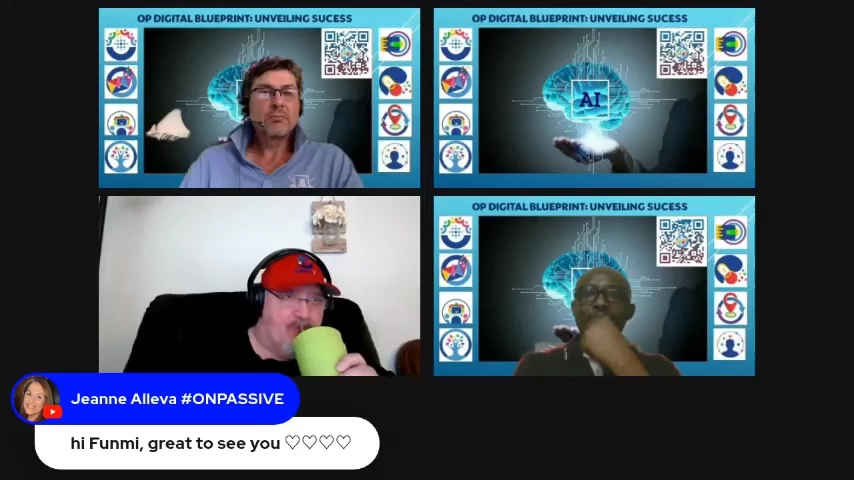 OP DIGITAL BLUEPRINT: UNVEILING SUCESS
OP DIGITAL BLUEPRINT: UNVEILING SUCESS
AI
OP DIGITAL BLUEPRINT: UNVEILING SUCESS
Jeanne Alleva #ONPASSIVE
hi Funmi, great to see you ♡♡♡♡